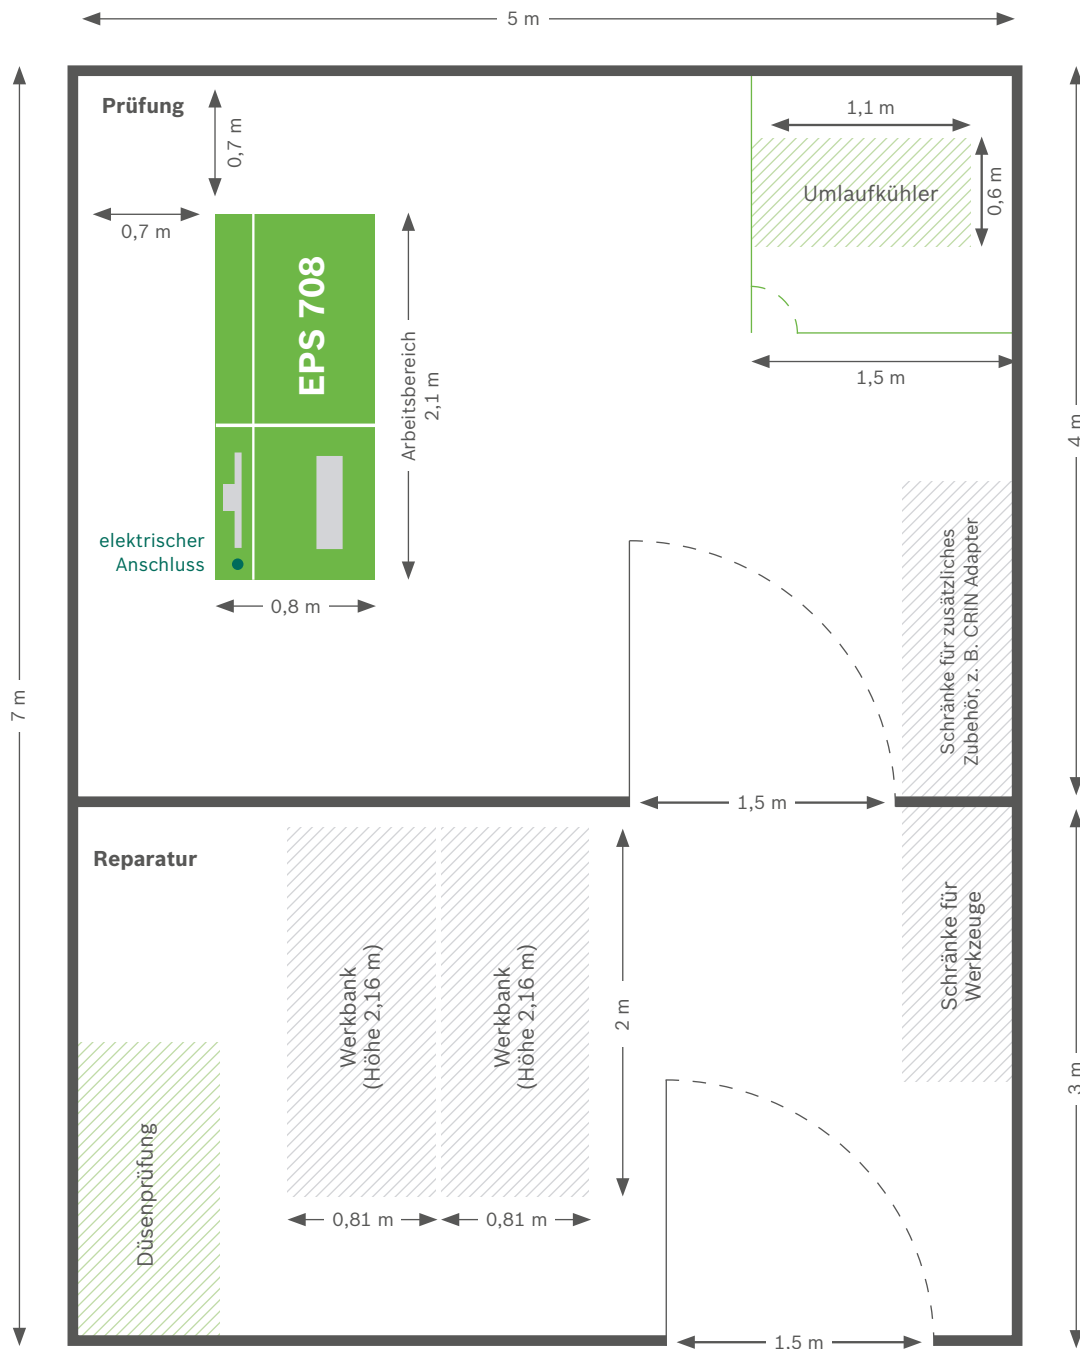 5 m
Prüfung
0,7 m
0,7 m
1,1 m
Umlaufkühler
0,6 m
EPS 708
Arbeitsbereich
2,1 m
1,5 m
4 m
elektrischer
Anschluss
0,8 m
Schränke für zusätzliches
Zubehör, z. B. CRIN Adapter
7 m
1,5 m
Reparatur
Werkbank
(Höhe 2,16 m)
Werkbank
(Höhe 2,16 m)
2 m
Schränke für
Werkzeuge
3 m
Düsenprüfung
0,81 m
0,81 m
1,5 m